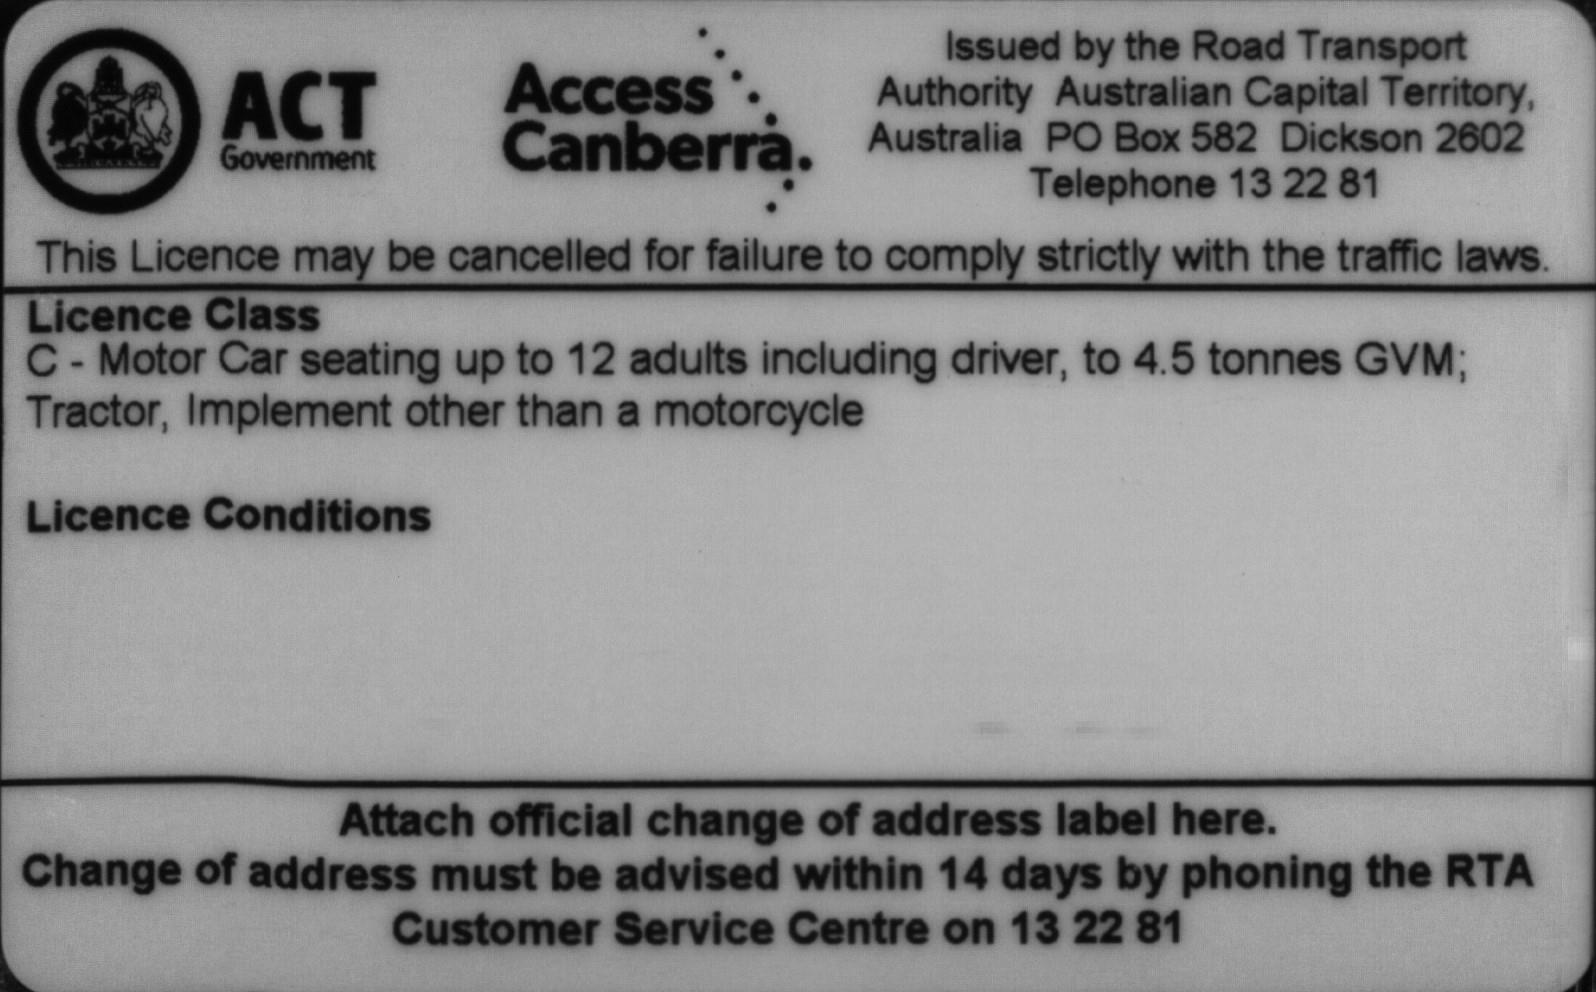 ACT
Government
Access
Canberra.
Issued by the Road Transport
Authority Australian Capital Territory,
Australia PO Box 582 Dickson 2602
Telephone 13 22 81
This Licence may be cancelled for failure to comply strictly with the traffic laws.
Licence Class
C - Motor Car seating up to 12 adults including driver, to 4.5 tonnes GVM;
Tractor, Implement other than a motorcycle
Licence Conditions
Attach official change of address label here.
Change of address must be advised within 14 days by phoning the RTA
Customer Service Centre on 13 22 81